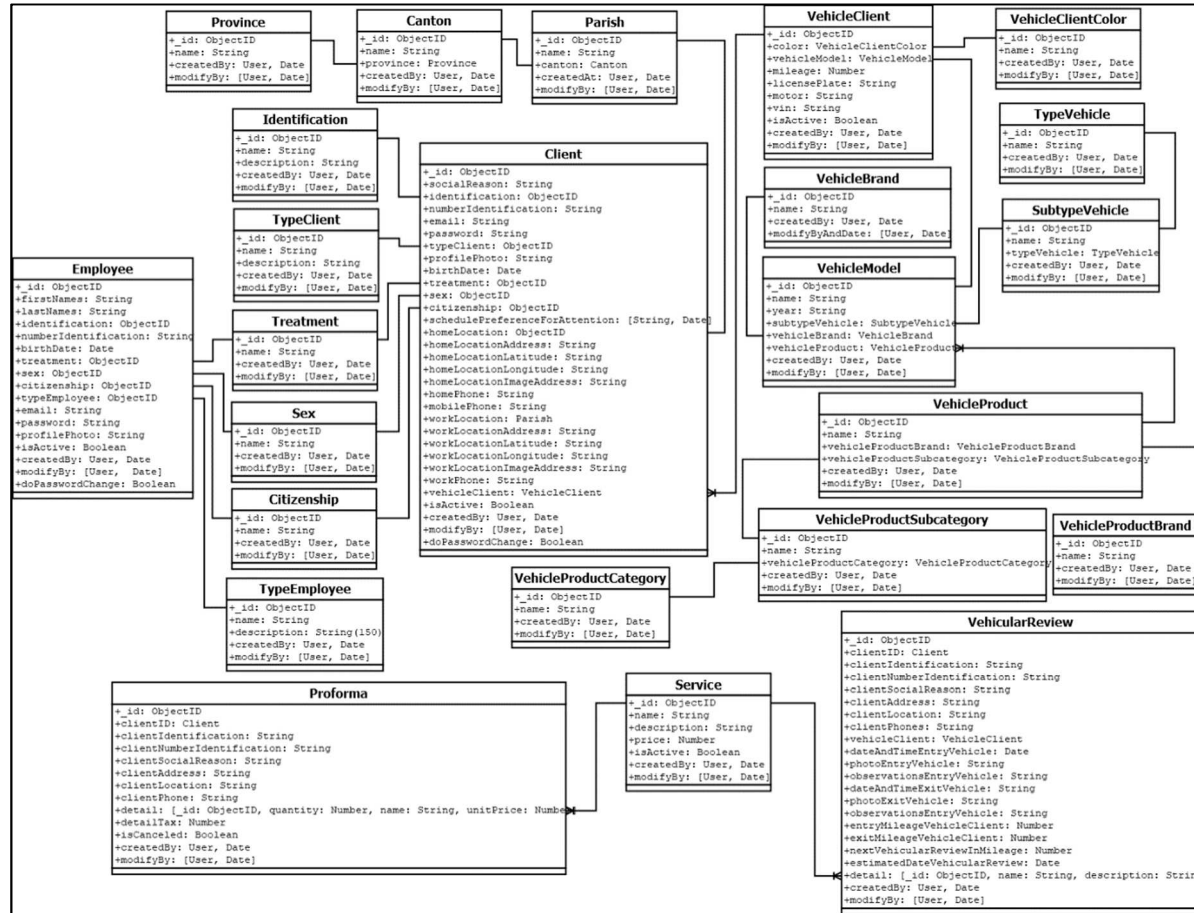 Province
+_id: ObjectID
+name: String
+createdBy: User, Date
+modifyBy: [User, Date]
Canton
+_id: ObjectID
+name: String
+province: Province
+createdBy: User, Date
+modifyBy: [User, Date]
Parish
+_id: ObjectID
+name: String
+canton: Canton
+createdAt: User, Date
+modifyBy: [User, Date]
VehicleClient
+_id: ObjectID
+color: VehicleClientColor
+vehicleModel: VehicleModel
+mileage: Number
+licensePlate: String
+motor: String
+vin: String
+isActive: Boolean
+createdBy: User, Date
+modifyBy: [User, Date]
VehicleClientColor
+_id: ObjectID
+name: String
+createdBy: User, Date
+modifyBy: [User, Date]
Identification
+_id: ObjectID
+name: String
+description: String
+createdBy: User, Date
+modifyBy: [User, Date]
TypeVehicle
+_id: ObjectID
+name: String
+createdBy: User, Date
+modifyBy: [User, Date]
Client
+_id: ObjectID
+socialReason: String
+identification: ObjectID
+numberIdentification: String
+email: String
+password: String
+typeClient: ObjectID
+profilePhoto: String
+birthDate: Date
+treatment: ObjectID
+sex: ObjectID
+citizenship: ObjectID
+schedulePreferenceForAttention: [String, Date]
+homeLocation: ObjectID
+homeLocationAddress: String
+homeLocationLatitude: String
+homeLocationLongitude: String
+homeLocationImageAddress: String
+homePhone: String
+mobilePhone: String
+workLocation: Parish
+workLocationAddress: String
+workLocationLatitude: String
+workLocationLongitude: String
+workLocationImageAddress: String
+workPhone: String
+vehicleClient: VehicleClient
+isActive: Boolean
+createdBy: User, Date
+modifyBy: [User, Date]
+doPasswordChange: Boolean
VehicleBrand
+_id: ObjectID
+name: String
+createdBy: User, Date
+modifyByAndDate: [User, Date]
SubtypeVehicle
+_id: ObjectID
+name: String
+typeVehicle: TypeVehicle
+createdBy: User, Date
+modifyBy: [User, Date]
TypeClient
+_id: ObjectID
+name: String
+description: String
+createdBy: User, Date
+modifyBy: [User, Date]
Employee
+_id: ObjectID
+firstNames: String
+lastNames: String
+identification: ObjectID
+numberIdentification: String
+birthDate: Date
+treatment: ObjectID
+sex: ObjectID
+citizenship: ObjectID
+typeEmployee: ObjectID
+email: String
+password: String
+profilePhoto: String
+isActive: Boolean
+createdBy: User, Date
+modifyBy: [User, Date]
+doPasswordChange: Boolean
VehicleModel
+_id: ObjectID
+name: String
+year: String
+subtypeVehicle: SubtypeVehicle
+vehicleBrand: VehicleBrand
+vehicleProduct: VehicleProduct
+createdBy: User, Date
+modifyBy: [User, Date]
Treatment
+_id: ObjectID
+name: String
+createdBy: User, Date
+modifyBy: [User, Date]
Sex
+_id: ObjectID
+name: String
+createdBy: User, Date
+modifyBy: [User, Date]
VehicleProduct
+_id: ObjectID
+name: String
+vehicleProductBrand: VehicleProductBrand
+vehicleProductSubcategory: VehicleProductSubcategory
+createdBy: User, Date
+modifyBy: [User, Date]
Citizenship
+_id: ObjectID
+name: String
+createdBy: User, Date
+modifyBy: [User, Date]
VehicleProductSubcategory
+_id: ObjectID
+name: String
+vehicleProductCategory: VehicleProductCategory
+createdBy: User, Date
+modifyBy: [User, Date]
VehicleProductBrand
+_id: ObjectID
+name: String
+createdBy: User, Date
+modifyBy: [User, Date]
VehicleProductCategory
+_id: ObjectID
+name: String
+createdBy: User, Date
+modifyBy: [User, Date]
TypeEmployee
+_id: ObjectID
+name: String
+description: String(150)
+createdBy: User, Date
+modifyBy: [User, Date]
VehicularReview
+_id: ObjectID
+clientID: Client
+clientIdentification: String
+clientNumberIdentification: String
+clientSocialReason: String
+clientAddress: String
+clientLocation: String
+clientPhones: String
+vehicleClient: VehicleClient
+dateAndTimeEntryVehicle: Date
+photoEntryVehicle: String
+observationsEntryVehicle: String
+dateAndTimeExitVehicle: String
+photoExitVehicle: String
+observationsEntryVehicle: String
+entryMileageVehicleClient: Number
+exitMileageVehicleClient: Number
+nextVehicularReviewInMileage: Number
+estimatedDateVehicularReview: Date
+detail: [_id: ObjectID, name: String, description: Strin
+createdBy: User, Date
+modifyBy: [User, Date]
Proforma
+_id: ObjectID
+clientID: Client
+clientIdentification: String
+clientNumberIdentification: String
+clientSocialReason: String
+clientAddress: String
+clientLocation: String
+clientPhone: String
+detail: [_id: ObjectID, quantity: Number, name: String, unitPrice: Numbe
+detailTax: Number
+isCanceled: Boolean
+createdBy: User, Date
+modifyBy: [User, Date]
Service
+_id: ObjectID
+name: String
+description: String
+price: Number
+isActive: Boolean
+createdBy: User, Date
+modifyBy: [User, Date]